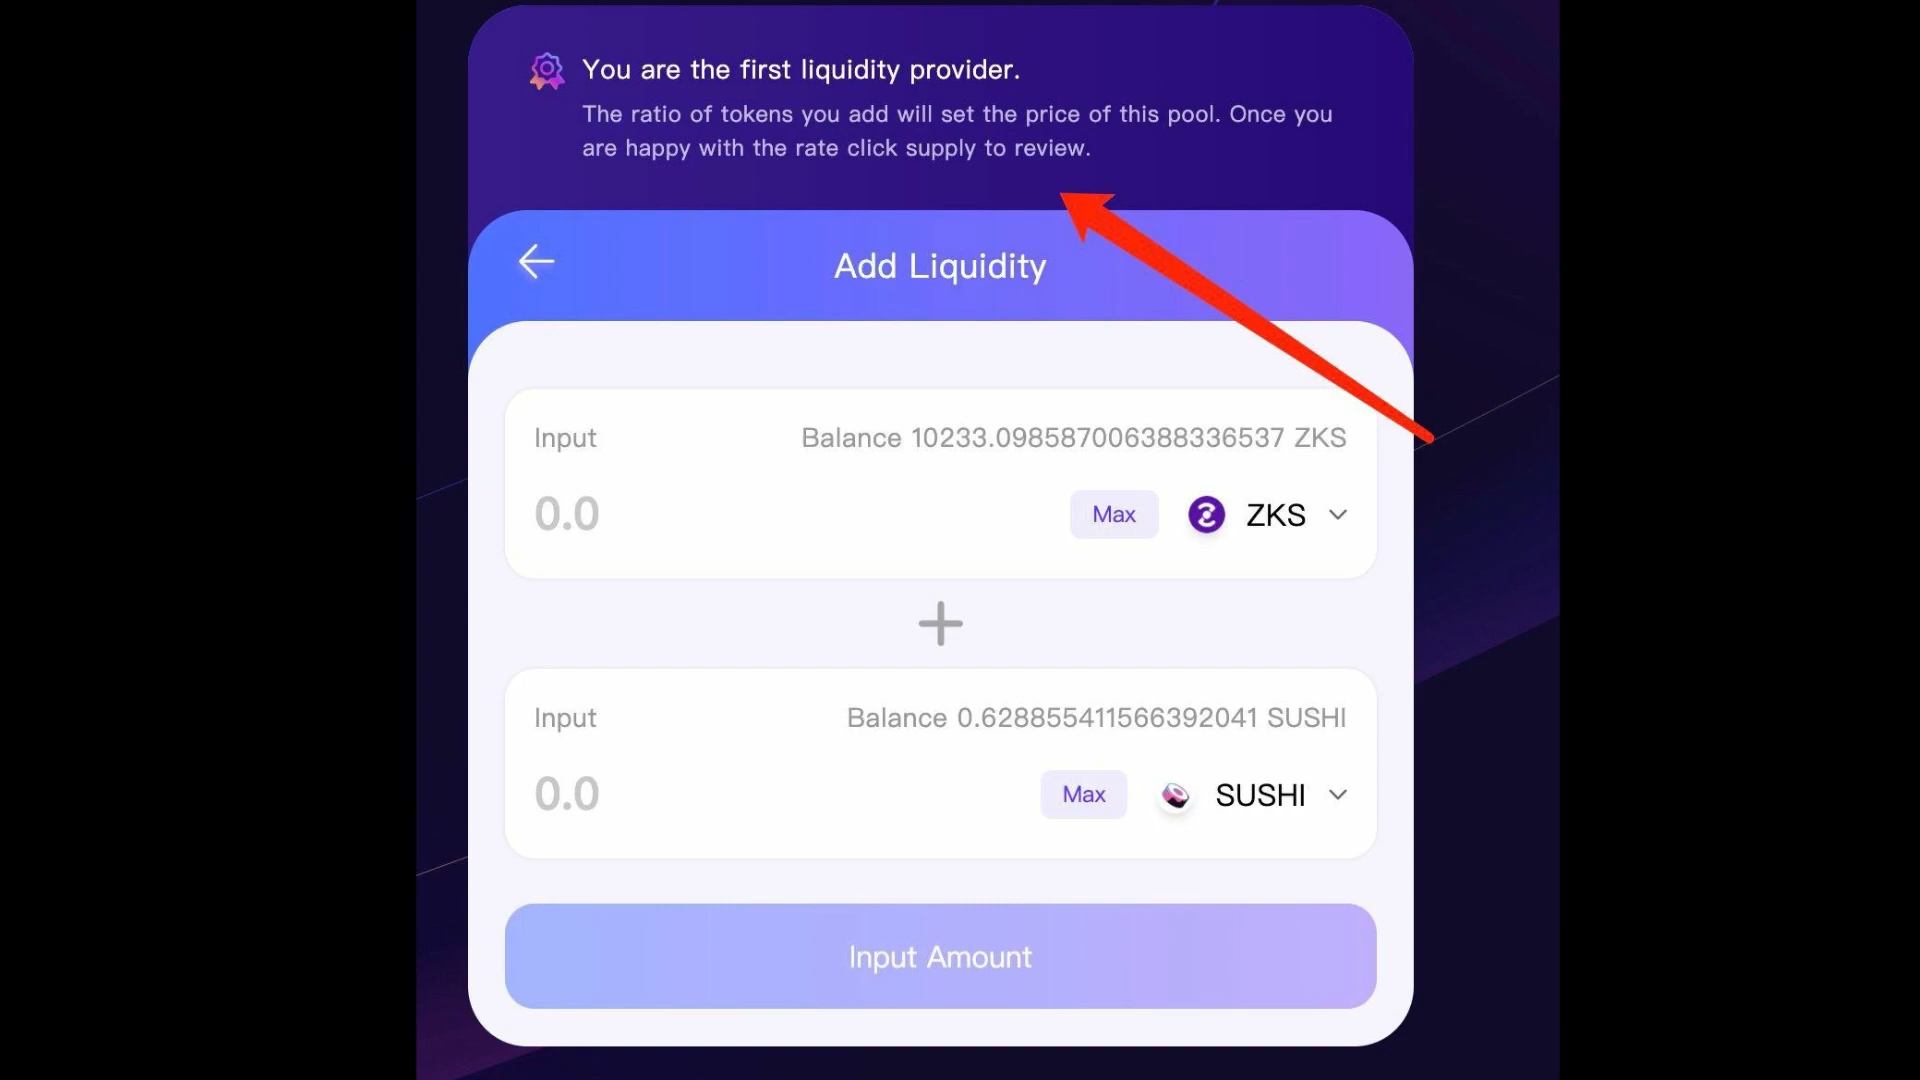 You are the first liquidity provider.
The ratio of tokens you add will set the price of this pool. Once you
are happy with the rate click supply to review.
Add Liquidity
Input
Balance 10233.098587006388336537 ZKS
0.0
Max
ZKS
Input
Balance 0.628855411566392041 SUSHI
0.0
Max
SUSHI
Input Amount